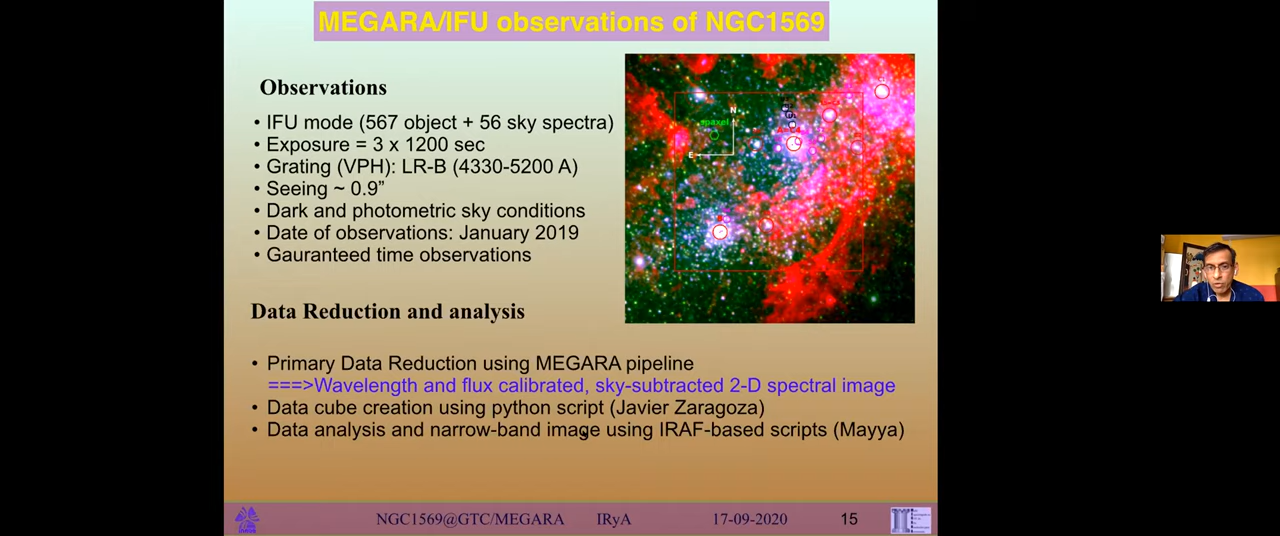 MEGARA/IFU observations of NGC1569
Observations
• IFU mode (567 object + 56 sky spectra)
• Exposure = 3 x 1200 sec
• Grating (VPH): LR-B (4330-5200 A)
• Seeing ~ 0.9”
• Dark and photometric sky conditions
• Date of observations: January 2019
• Gauranteed time observations
N
spaxel
E
Data Reduction and analysis
• Primary Data Reduction using MEGARA pipeline
===>Wavelength and flux calibrated, sky-subtracted 2-D spectral image
• Data cube creation using python script (Javier Zaragoza)
• Data analysis and narrow-band image using IRAF-based scripts (Mayya)
NGC1569@GTC/MEGARA IRyA 17-09-2020 15